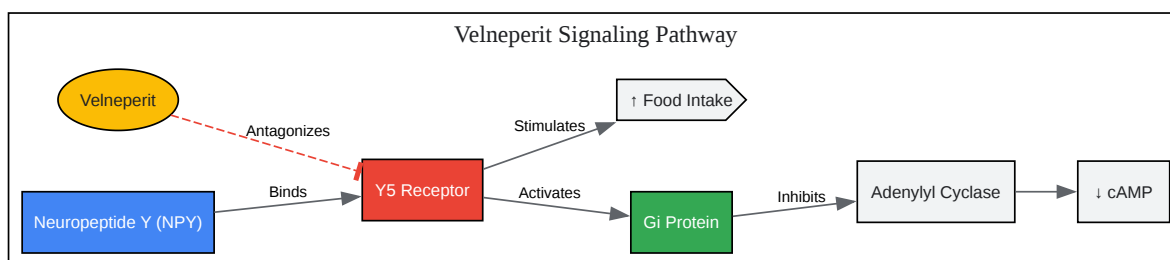 Velneperit Signaling Pathway
Velneperit
↑ Food Intake
Antagonizes
Stimulates
Y5 Receptor
Adenylyl Cyclase
↓ cAMP
Binds
Activates
Inhibits
Neuropeptide Y (NPY)
Gi Protein